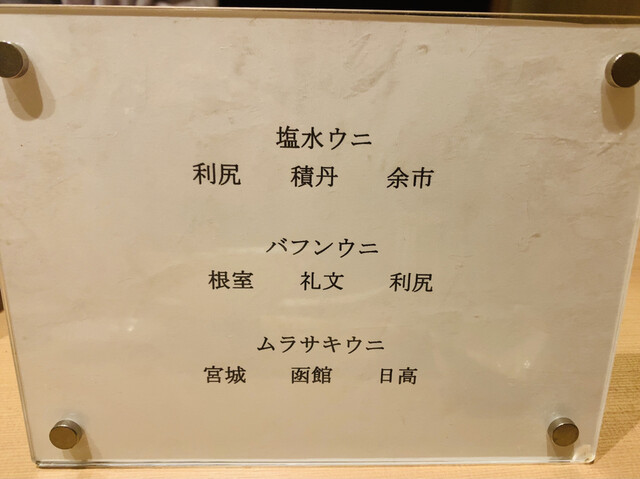 塩水ウニ
利尻 積丹 余市
バフンウニ
根室 礼文 利尻
ムラサキウニ
宮城 函館 日高